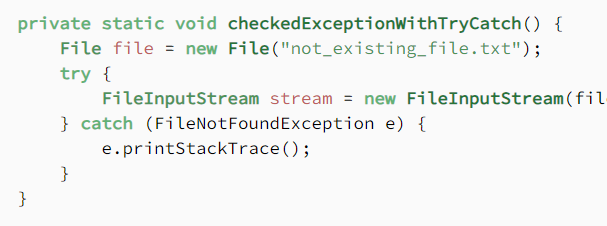 private static void checkedExceptionWithTryCatch() {
    File file = new File("not_existing_file.txt");
    try {
        FileInputStream stream = new FileInputStream(fil
    } catch (FileNotFoundException e) {
        e.printStackTrace();
    }
}